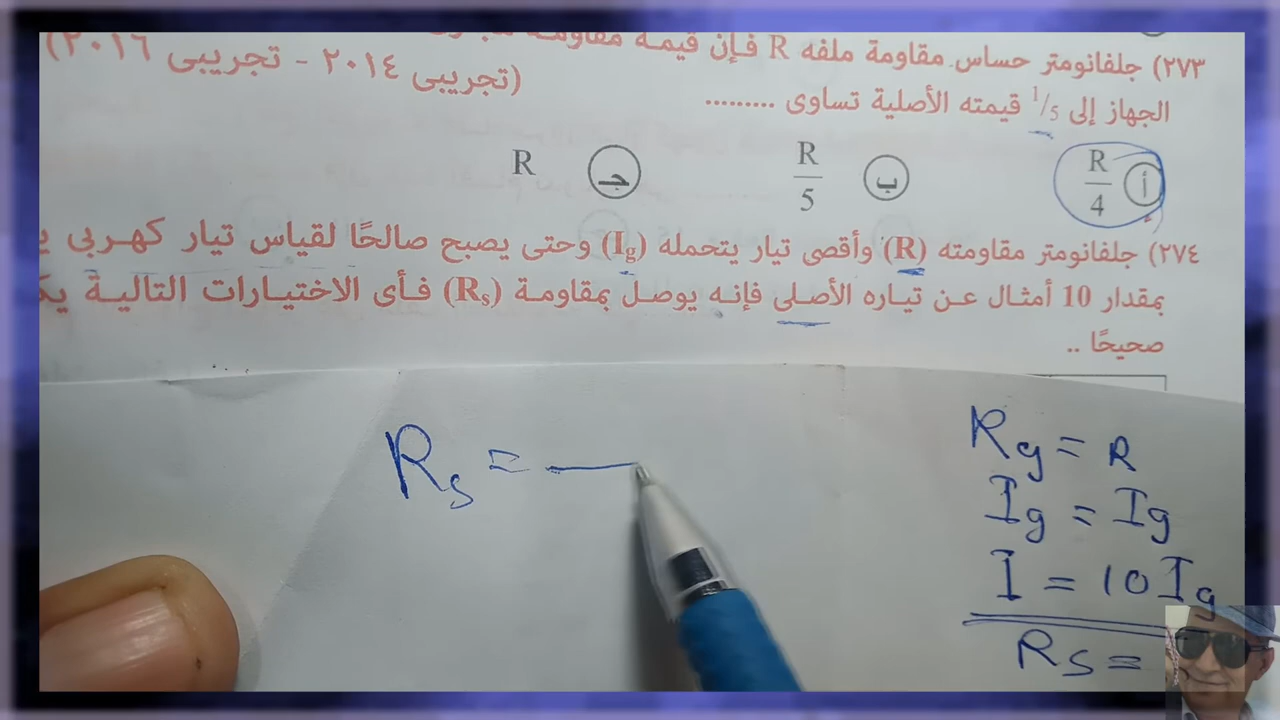 ٢٧٣) جلفانومتر حساس مقاومة ملفه R فإن قيمة مقاومة
الجهاز إلى 1/5 قيمته الأصلية تساوى .........
(تجريبى ٢٠١٤ - تجريبى ٢٠١٦)
أ R/4 ب R/5 جـ R
٢٧٤) جلفانومتر مقاومته (R) وأقصى تيار يتحمله (Ig) وحتى يصبح صالحًا لقياس تيار كهربى
بمقدار 10 أمثال عن تياره الأصلى فإنه يوصل بمقاومة (Rs) فأى الاختيارات التالية
صحيحًا ..
Rs =
Rg = R
Ig = Ig
I = 10 Ig
Rs =